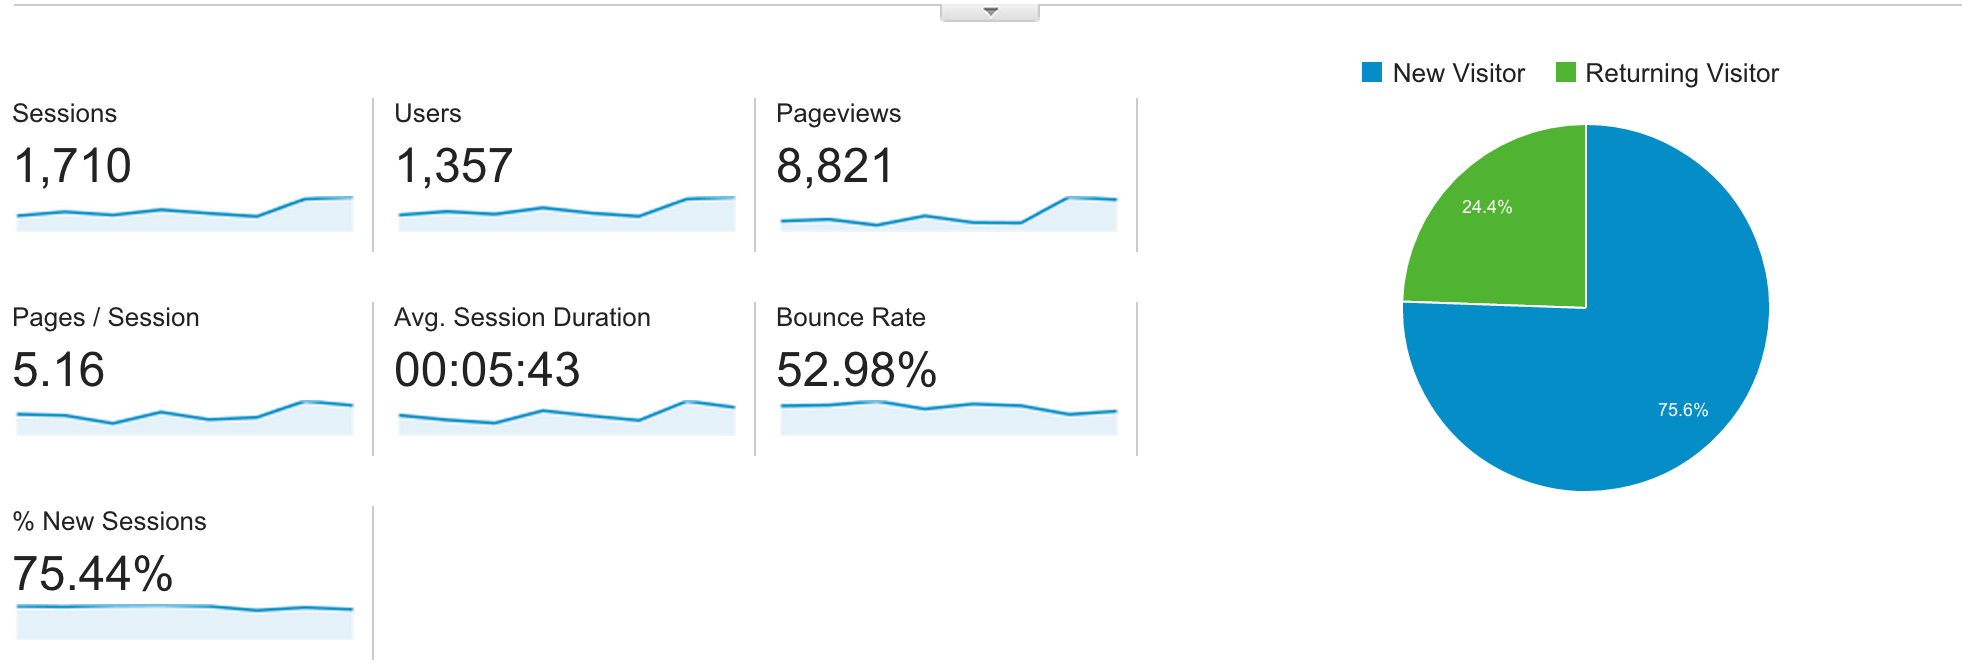 New Visitor Returning Visitor
Sessions
1,710
Users
1,357
Pageviews
8,821
24.4%
75.6%
Pages / Session
5.16
Avg. Session Duration
00:05:43
Bounce Rate
52.98%
% New Sessions
75.44%